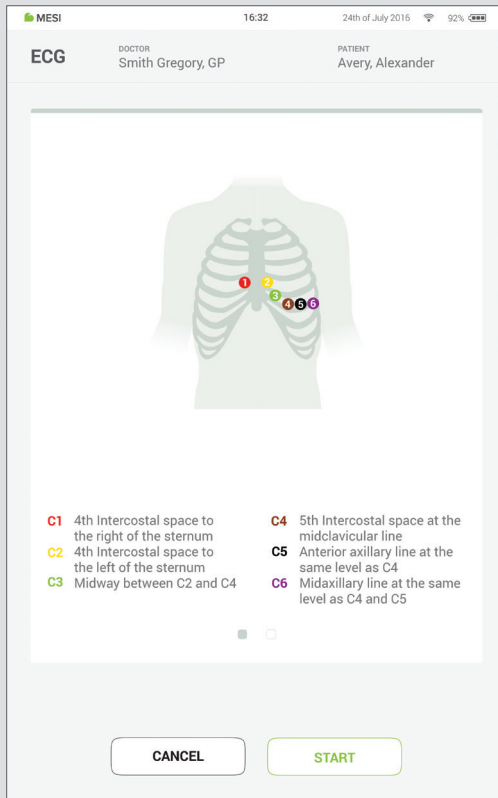 MESI
16:32
24th of July 2016
92%
ECG
DOCTOR
Smith Gregory, GP
PATIENT
Avery, Alexander
1
2
3
4 5 6
C1 4th Intercostal space to
the right of the sternum
C2 4th Intercostal space to
the left of the sternum
C3 Midway between C2 and C4
C4 5th Intercostal space at the
midclavicular line
C5 Anterior axillary line at the
same level as C4
C6 Midaxillary line at the same
level as C4 and C5
CANCEL
START